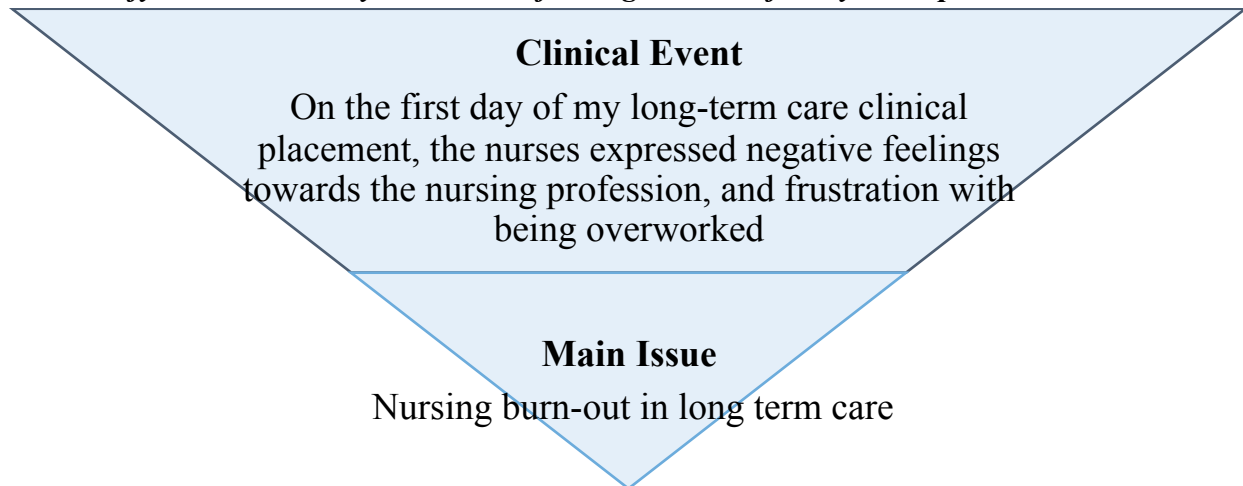 Clinical Event
On the first day of my long-term care clinical
placement, the nurses expressed negative feelings
towards the nursing profession, and frustration with
being overworked
Main Issue
Nursing burn-out in long term care